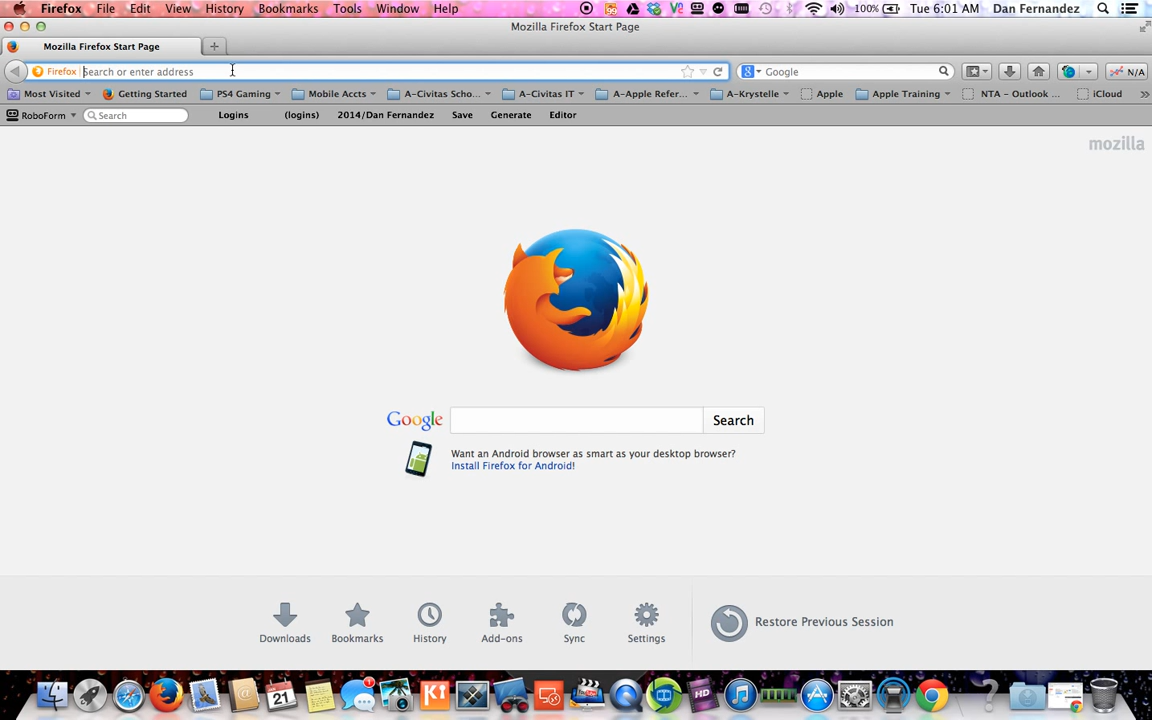 Firefox File Edit View History Bookmarks Tools Window Help 100% Tue 6:01 AM Dan Fernandez
Mozilla Firefox Start Page
Mozilla Firefox Start Page
Firefox Search or enter address Google N/A
Most Visited Getting Started PS4 Gaming Mobile Accts A-Civitas Scho... A-Civitas IT A-Apple Refer... A-Krystelle Apple Apple Training NTA - Outlook ... iCloud »
RoboForm Search Logins (logins) 2014/Dan Fernandez Save Generate Editor
mozilla
Google Search
Want an Android browser as smart as your desktop browser?
Install Firefox for Android!
Downloads Bookmarks History Add-ons Sync Settings Restore Previous Session